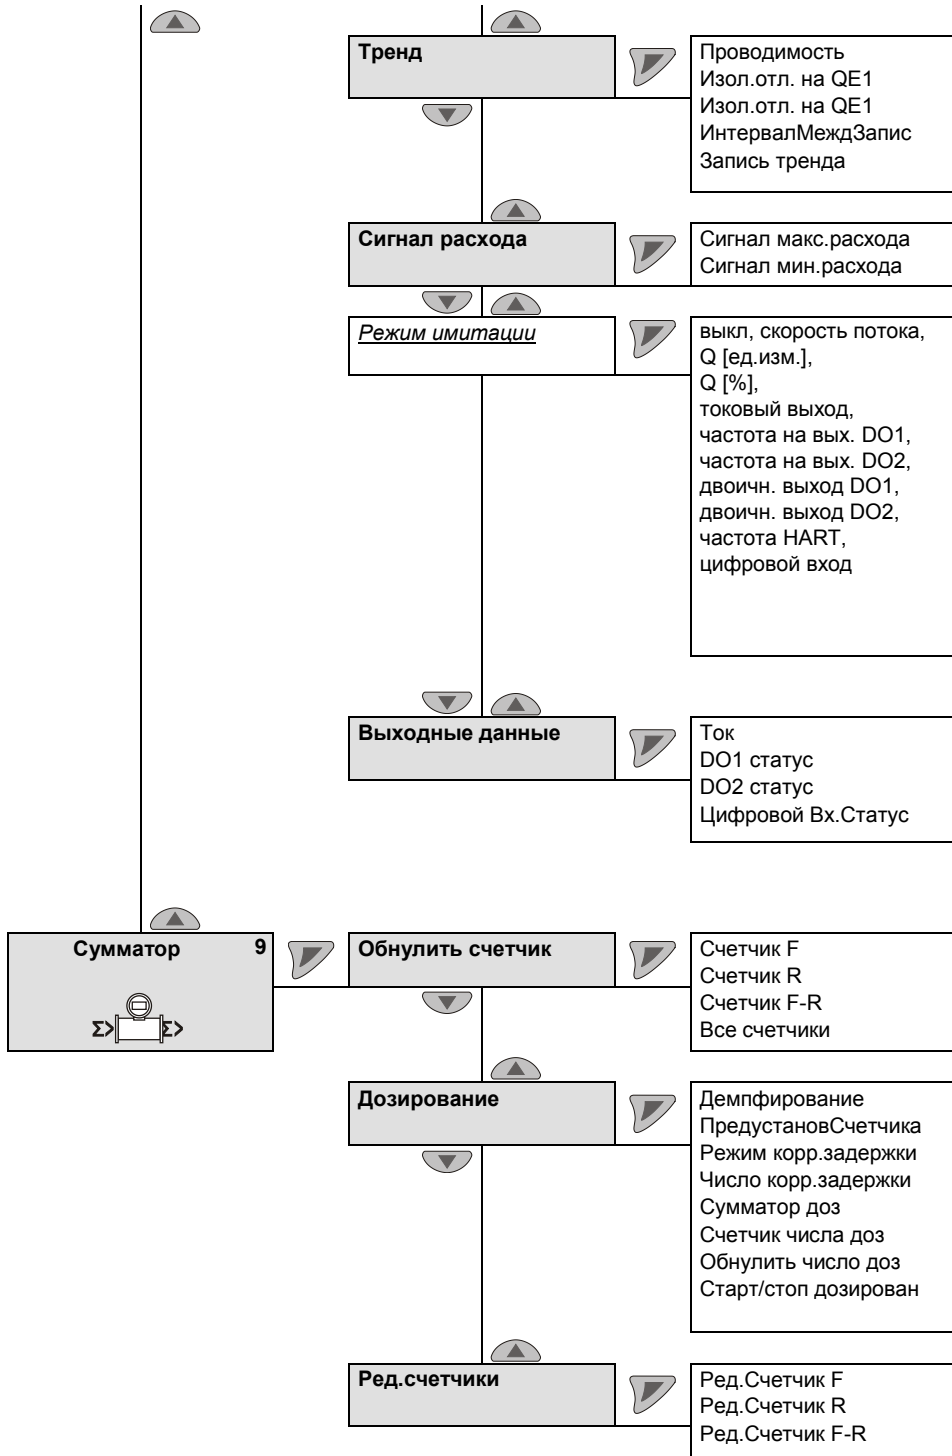 Тренд
Проводимость
Изол.отл. на QE1
Изол.отл. на QE1
ИнтервалМеждЗапис
Запись тренда
Сигнал расхода
Сигнал макс.расхода
Сигнал мин.расхода
Режим имитации
выкл, скорость потока,
Q [ед.изм.],
Q [%],
токовый выход,
частота на вых. DO1,
частота на вых. DO2,
двоичн. выход DO1,
двоичн. выход DO2,
частота HART,
цифровой вход
Выходные данные
Ток
DO1 статус
DO2 статус
Цифровой Вх.Статус
Сумматор 9
Σ> Σ>
Обнулить счетчик
Счетчик F
Счетчик R
Счетчик F-R
Все счетчики
Дозирование
Демпфирование
ПредустановСчетчика
Режим корр.задержки
Число корр.задержки
Сумматор доз
Счетчик числа доз
Обнулить число доз
Старт/стоп дозирован
Ред.счетчики
Ред.Счетчик F
Ред.Счетчик R
Ред.Счетчик F-R